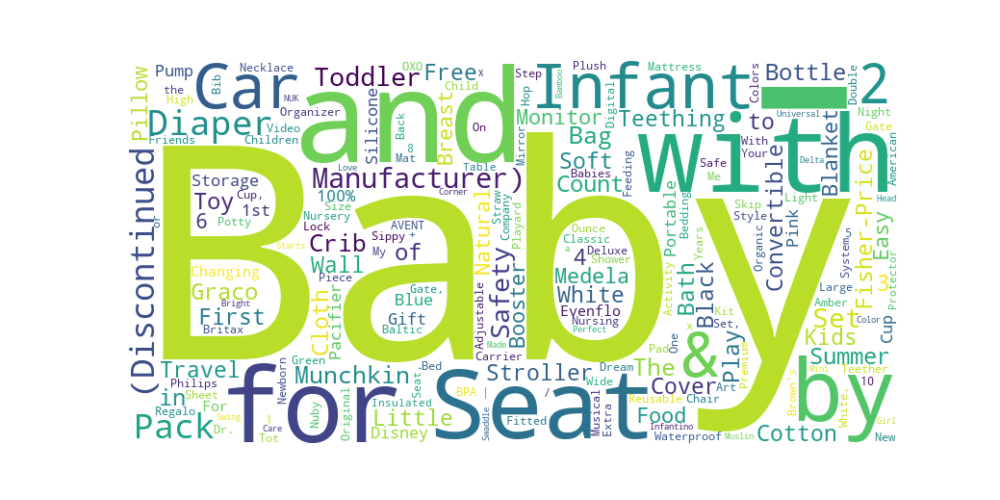 Baby
and
with
for
Seat
by
Infant
Car
2
-
&
(Discontinued
Manufacturer)
Diaper
Pack
Toddler
Free
Bottle
Necklace
OXO
x
Step
Plush
Mattress
Pump
the
High
Bib
NUK
Organizer
Child
Hop
Bamboo
Digital
Colors
Double
Pillow
Friends
Video
Children
Silicone
Back
8
Mat
Breast
On
Mirror
Monitor
Bag
Teething
to
With
Your
Universal
Night
Gate
American
Blanket
Love
Table
Soft
Count
Babies
Feeding
Safe
Me
Delta
Head
Storage
Cup,
Toy
1st
6
Potty
or
100%
Size
Nursery
Lock
Corner
Straw
Company
Playard
Natural
Bedding
Portable
Skip
Style
Light
Convertible
Pink
Organic
Fisher-Price
3
Easy
Protector
Crib
Sippy
+
AVENT
My
of
Wall
Piece
Starts
Changing
Graco
First
Bright
Britax
Cloth
Pacifier
Gate,
Blue
Gift
Baltic
Adjustable
Safety
Booster
Ounce
Classic
4
Deluxe
Shower
Medela
White
Evenflo
Nursing
Perfect
Made
Activity
Bath
Years
Black
5
System,
Large
Amber
Kit
Set,
Set
Kids
Color
Cup
Travel
in
Philips
Sheet
Regalo
For
Dr.
Swing
1
Tot
Care
Newborn
Green
Munchkin
Nuby
Original
Insulated
Little
Disney
Bed
Seat,
Carrier
Stroller
BPA
—
Swaddle
/
Fitted
Dream
Wide
Musical
Extra
Pad
One
The
Cover
Reusable
Chair
Food
Infantino
Waterproof
Play
Art
Premium
Muslin
Cotton
Brown's
Mini
Summer
Teether
10
White,
Girl
New